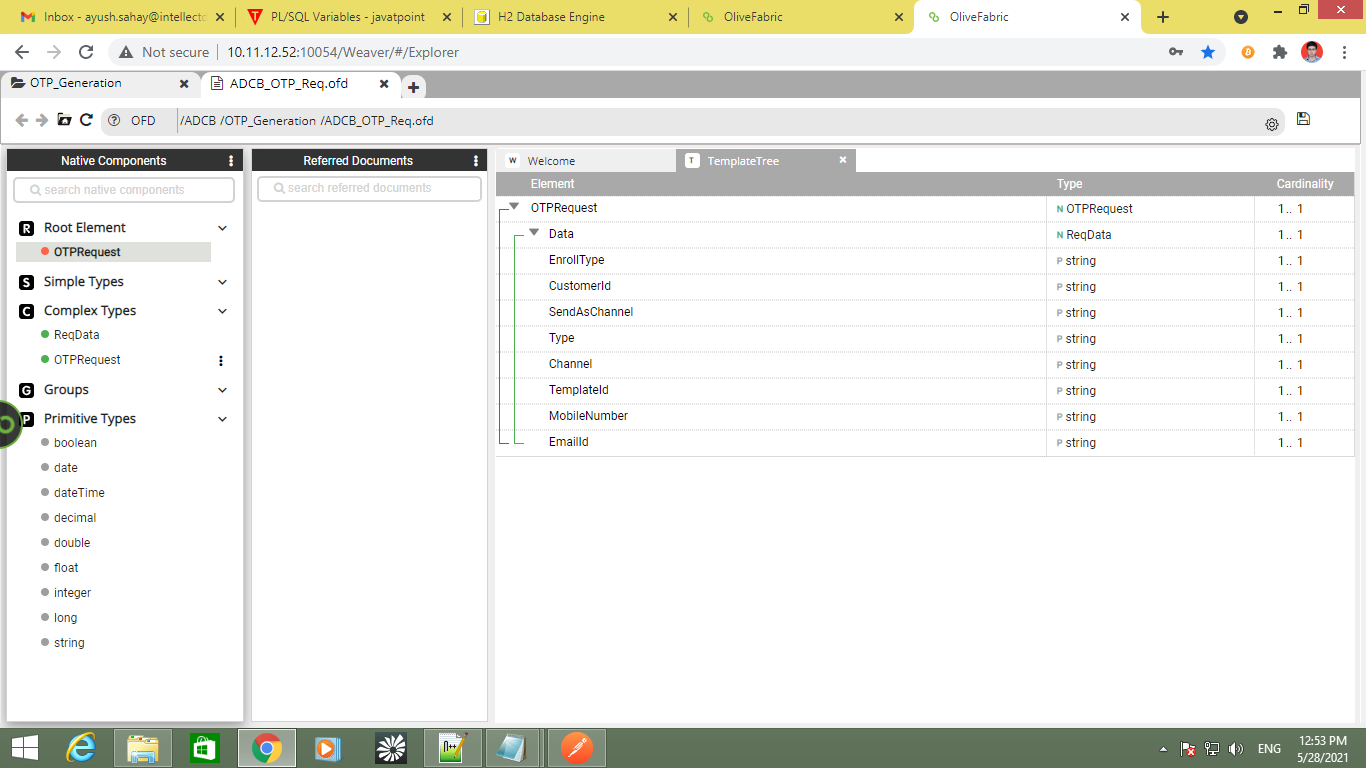 Inbox - ayush.sahay@intellect
PL/SQL Variables - javatpoint
H2 Database Engine
OliveFabric
OliveFabric
Not secure | 10.11.12.52:10054/Weaver/#/Explorer
OTP_Generation
ADCB_OTP_Req.ofd
OFD
/ADCB /OTP_Generation /ADCB_OTP_Req.ofd
Native Components
Referred Documents
W Welcome
T TemplateTree
search native components
search referred documents
Element Type Cardinality
R Root Element
OTPRequest
S Simple Types
C Complex Types
ReqData
OTPRequest
G Groups
P Primitive Types
boolean
date
dateTime
decimal
double
float
integer
long
string
OTPRequest N OTPRequest 1.. 1
Data N ReqData 1.. 1
EnrollType P string 1.. 1
CustomerId P string 1.. 1
SendAsChannel P string 1.. 1
Type P string 1.. 1
Channel P string 1.. 1
TemplateId P string 1.. 1
MobileNumber P string 1.. 1
EmailId P string 1.. 1
ENG
12:53 PM
5/28/2021